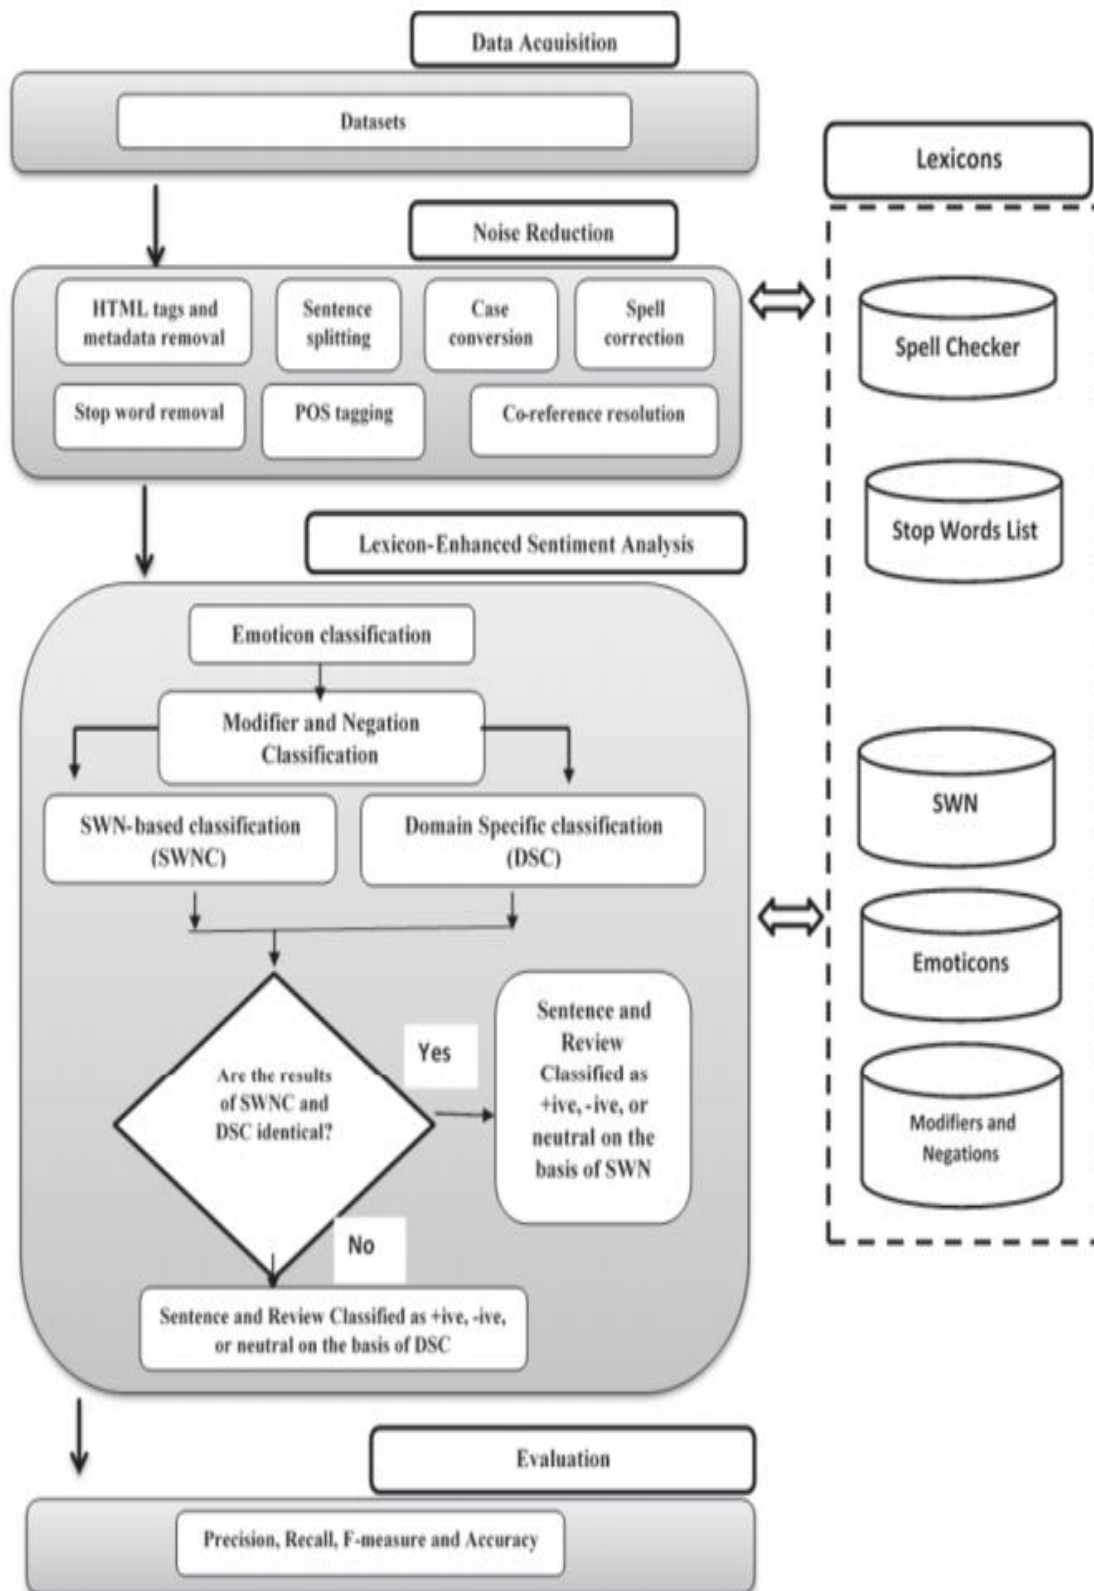 Data Acquisition
Datasets
Noise Reduction
HTML tags and
metadata removal
Sentence
splitting
Case
conversion
Spell
correction
Stop word removal
POS tagging
Co-reference resolution
Lexicon-Enhanced Sentiment Analysis
Emoticon classification
Modifier and Negation
Classification
SWN-based classification
(SWNC)
Domain Specific classification
(DSC)
Are the results
of SWNC and
DSC identical?
Yes
Sentence and
Review
Classified as
+ive, -ive, or
neutral on the
basis of SWN
No
Sentence and Review Classified as +ive, -ive,
or neutral on the basis of DSC
Evaluation
Precision, Recall, F-measure and Accuracy
Lexicons
Spell Checker
Stop Words List
SWN
Emoticons
Modifiers and
Negations